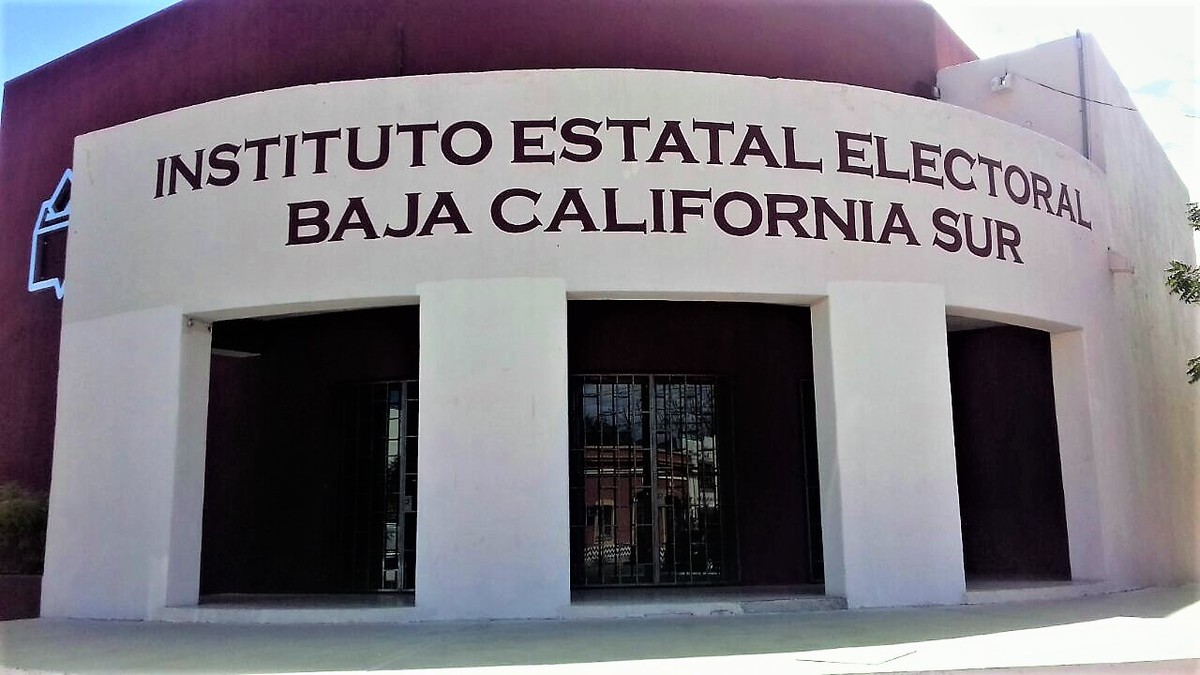 INSTITUTO ESTATAL ELECTORAL
BAJA CALIFORNIA SUR